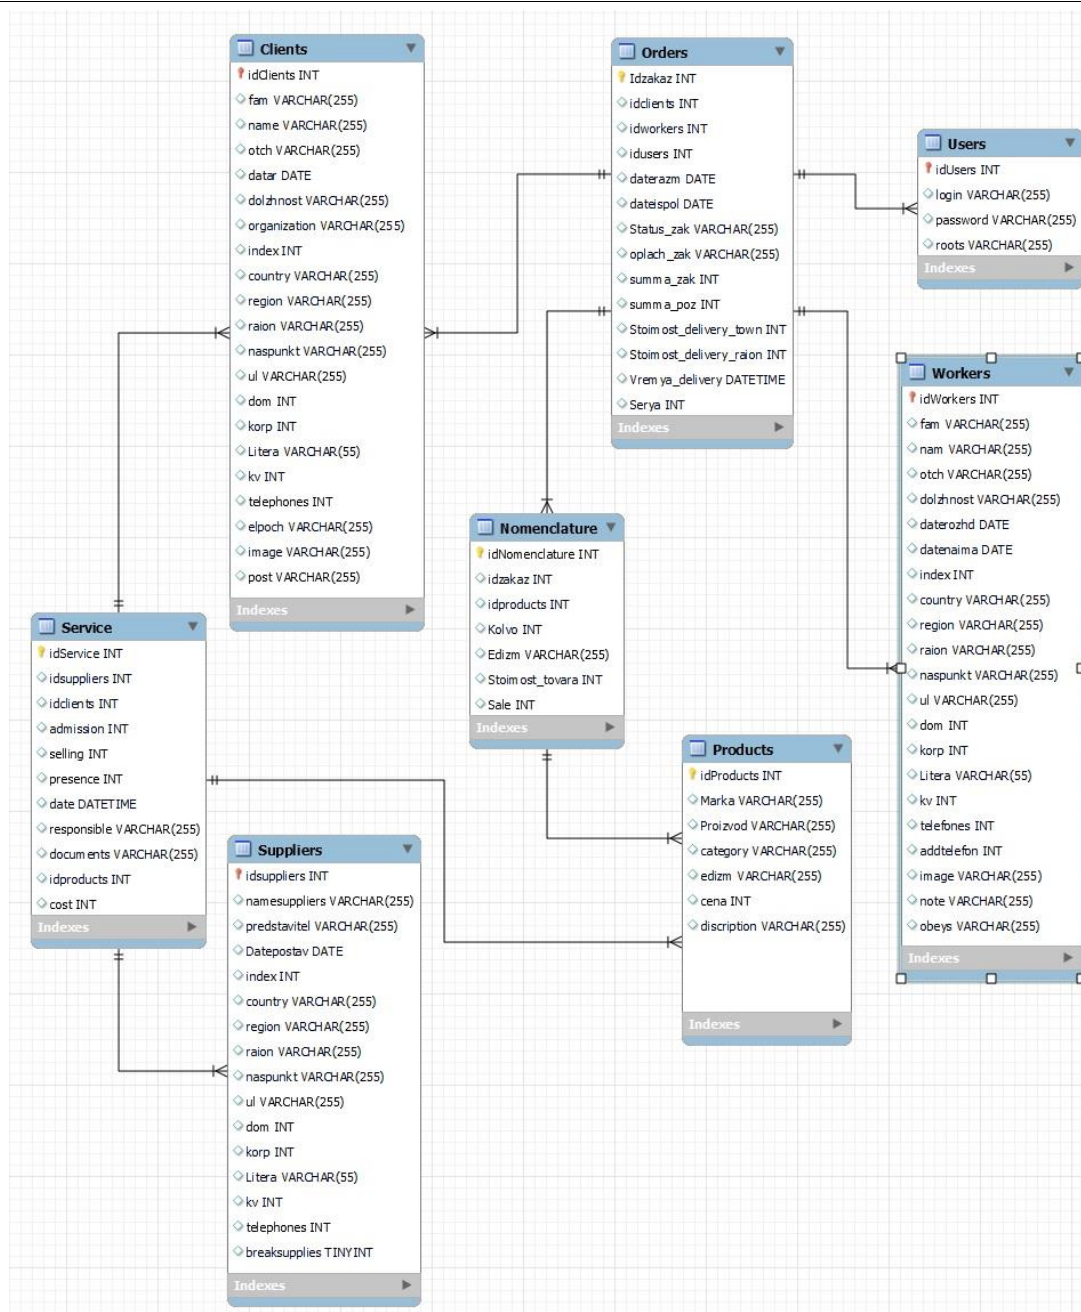 Clients
idClients INT
fam VARCHAR(255)
name VARCHAR(255)
otch VARCHAR(255)
datar DATE
dolzhnost VARCHAR(255)
organization VARCHAR(255)
index INT
country VARCHAR(255)
region VARCHAR(255)
raion VARCHAR(255)
naspunkt VARCHAR(255)
ul VARCHAR(255)
dom INT
korp INT
Litera VARCHAR(55)
kv INT
telephones INT
elpoch VARCHAR(255)
image VARCHAR(255)
post VARCHAR(255)
Indexes
Orders
Idzakaz INT
idclients INT
idworkers INT
idusers INT
daterazm DATE
dateispol DATE
Status_zak VARCHAR(255)
oplach_zak VARCHAR(255)
summa_zak INT
summa_poz INT
Stoimost_delivery_town INT
Stoimost_delivery_raion INT
Vremya_delivery DATETIME
Serya INT
Indexes
Users
idUsers INT
login VARCHAR(255)
password VARCHAR(255)
roots VARCHAR(255)
Indexes
Workers
idWorkers INT
fam VARCHAR(255)
nam VARCHAR(255)
otch VARCHAR(255)
dolzhnost VARCHAR(255)
daterozhd DATE
datenaima DATE
index INT
country VARCHAR(255)
region VARCHAR(255)
raion VARCHAR(255)
naspunkt VARCHAR(255)
ul VARCHAR(255)
dom INT
korp INT
Litera VARCHAR(55)
kv INT
telefones INT
addtelefon INT
image VARCHAR(255)
note VARCHAR(255)
obeys VARCHAR(255)
Indexes
Nomenclature
idNomenclature INT
idzakaz INT
idproducts INT
Kolvo INT
Edizm VARCHAR(255)
Stoimost_tovara INT
Sale INT
Indexes
Service
idService INT
idsuppliers INT
idclients INT
admission INT
selling INT
presence INT
date DATETIME
responsible VARCHAR(255)
documents VARCHAR(255)
idproducts INT
cost INT
Indexes
Products
idProducts INT
Marka VARCHAR(255)
Proizvod VARCHAR(255)
category VARCHAR(255)
edizm VARCHAR(255)
cena INT
discription VARCHAR(255)
Indexes
Suppliers
idsuppliers INT
namesuppliers VARCHAR(255)
predstavitel VARCHAR(255)
Datepostav DATE
index INT
country VARCHAR(255)
region VARCHAR(255)
raion VARCHAR(255)
naspunkt VARCHAR(255)
ul VARCHAR(255)
dom INT
korp INT
Litera VARCHAR(55)
kv INT
telephones INT
breaksupplies TINYINT
Indexes